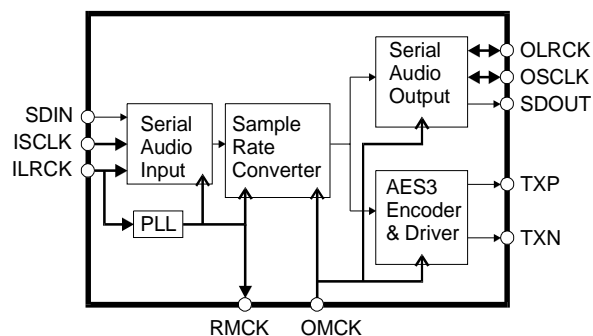 SDIN
ISCLK
ILRCK
Serial
Audio
Input
PLL
Sample
Rate
Converter
Serial
Audio
Output
AES3
Encoder
& Driver
OLRCK
OSCLK
SDOUT
TXP
TXN
RMCK
OMCK